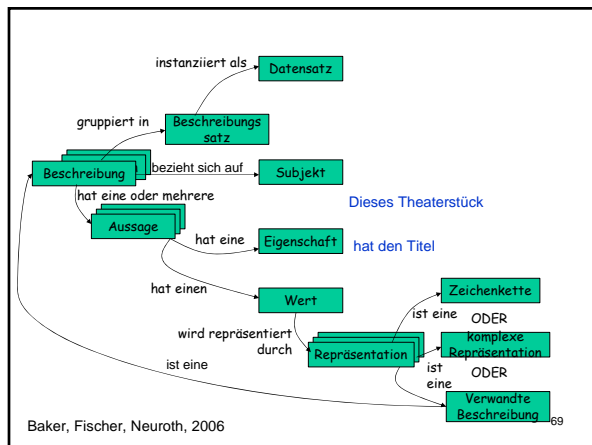 instanziiert als
Datensatz
gruppiert in
Beschreibungs
satz
Beschreibung
bezieht sich auf
Subjekt
hat eine oder mehrere
Dieses Theaterstück
Aussage
hat eine
Eigenschaft
hat den Titel
hat einen
Wert
Zeichenkette
ist eine
ODER
wird repräsentiert
durch
Repräsentation
komplexe
Repräsentation
ist
eine
ODER
ist eine
Verwandte
Beschreibung
Baker, Fischer, Neuroth, 2006
69